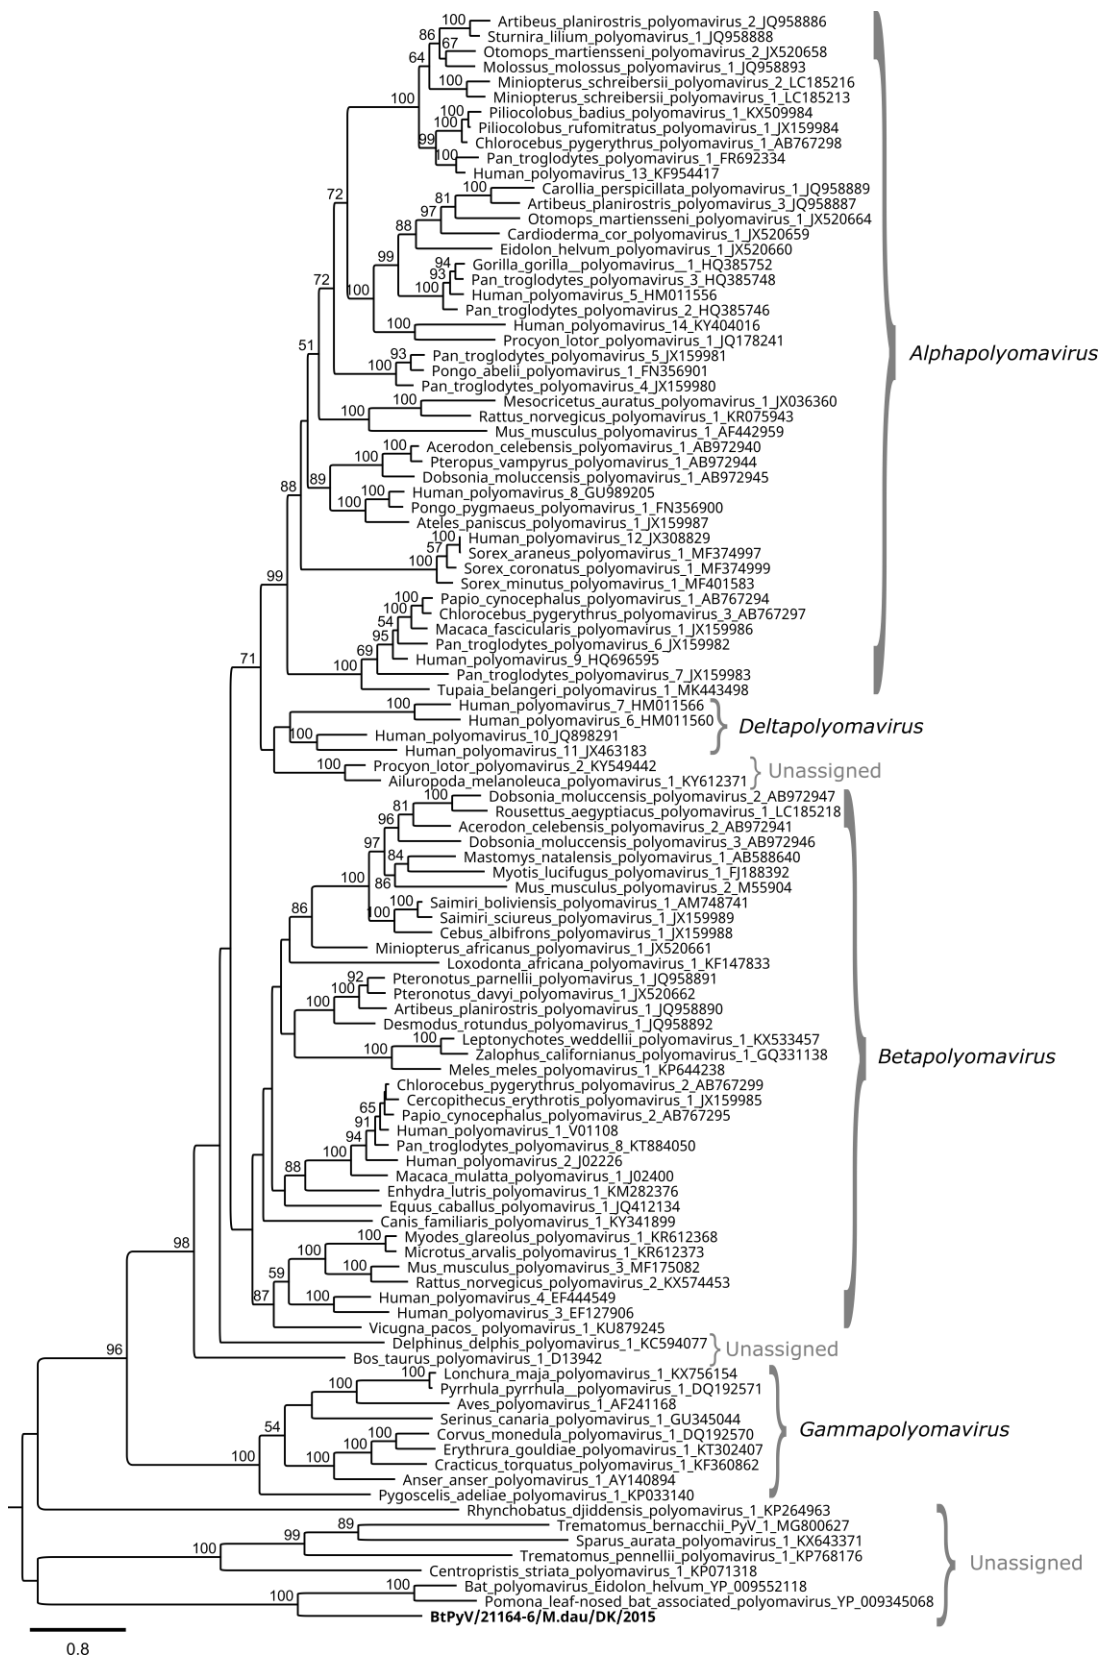 100
Artibeus_planirostris_polyomavirus_2_JQ958886
86
Sturnira_lilium_polyomavirus_1_JQ958888
67
Otomops_martiensseni_polyomavirus_2_JX520658
64
Molossus_molossus_polyomavirus_1_JQ958893
100
Miniopterus_schreibersii_polyomavirus_2_LC185216
100
Miniopterus_schreibersii_polyomavirus_1_LC185213
100
Piliocolobus_badius_polyomavirus_1_KX509984
100
Piliocolobus_rufomitratus_polyomavirus_1_JX159984
99
Chlorocebus_pygerythrus_polyomavirus_1_AB767298
100
Pan_troglodytes_polyomavirus_1_FR692334
Human_polyomavirus_13_KF954417
72
100
Carollia_perspicillata_polyomavirus_1_JQ958889
81
Artibeus_planirostris_polyomavirus_3_JQ958887
97
Otomops_martiensseni_polyomavirus_1_JX520664
88
Cardioderma_cor_polyomavirus_1_JX520659
Eidolon_helvum_polyomavirus_1_JX520660
99
94
Gorilla_gorilla__polyomavirus__1_HQ385752
72
93
Pan_troglodytes_polyomavirus_3_HQ385748
100
100
Human_polyomavirus_5_HM011556
Pan_troglodytes_polyomavirus_2_HQ385746
100
Human_polyomavirus_14_KY404016
Procyon_lotor_polyomavirus_1_JQ178241
51
93
Pan_troglodytes_polyomavirus_5_JX159981
Alphapolyomavirus
100
Pongo_abelii_polyomavirus_1_FN356901
Pan_troglodytes_polyomavirus_4_JX159980
100
Mesocricetus_auratus_polyomavirus_1_JX036360
100
Rattus_norvegicus_polyomavirus_1_KR075943
Mus_musculus_polyomavirus_1_AF442959
100
Acerodon_celebensis_polyomavirus_1_AB972940
100
Pteropus_vampyrus_polyomavirus_1_AB972944
Dobsonia_moluccensis_polyomavirus_1_AB972945
88
89
100
Human_polyomavirus_8_GU989205
100
Pongo_pygmaeus_polyomavirus_1_FN356900
Ateles_paniscus_polyomavirus_1_JX159987
100
Human_polyomavirus_12_JX308829
57
Sorex_araneus_polyomavirus_1_MF374997
100
Sorex_coronatus_polyomavirus_1_MF374999
99
Sorex_minutus_polyomavirus_1_MF401583
100
Papio_cynocephalus_polyomavirus_1_AB767294
100
Chlorocebus_pygerythrus_polyomavirus_3_AB767297
54
Macaca_fascicularis_polyomavirus_1_JX159986
95
Pan_troglodytes_polyomavirus_6_JX159982
71
69
Human_polyomavirus_9_HQ696595
100
Pan_troglodytes_polyomavirus_7_JX159983
Tupaia_belangeri_polyomavirus_1_MK443498
100
Human_polyomavirus_7_HM011566
Human_polyomavirus_6_HM011560
Deltapolyomavirus
100
Human_polyomavirus_10_JQ898291
Human_polyomavirus_11_JX463183
100
Procyon_lotor_polyomavirus_2_KY549442
Unassigned
Ailuropoda_melanoleuca_polyomavirus_1_KY612371
100
Dobsonia_moluccensis_polyomavirus_2_AB972947
81
Rousettus_aegyptiacus_polyomavirus_1_LC185218
96
Acerodon_celebensis_polyomavirus_2_AB972941
97
Dobsonia_moluccensis_polyomavirus_3_AB972946
84
Mastomys_natalensis_polyomavirus_1_AB588640
100
86
Myotis_lucifugus_polyomavirus_1_FJ188392
Mus_musculus_polyomavirus_2_M55904
100
Saimiri_boliviensis_polyomavirus_1_AM748741
86
100
Saimiri_sciureus_polyomavirus_1_JX159989
Cebus_albifrons_polyomavirus_1_JX159988
Miniopterus_africanus_polyomavirus_1_JX520661
Loxodonta_africana_polyomavirus_1_KF147833
92
Pteronotus_parnellii_polyomavirus_1_JQ958891
100
Pteronotus_davyi_polyomavirus_1_JX520662
100
Artibeus_planirostris_polyomavirus_1_JQ958890
Desmodus_rotundus_polyomavirus_1_JQ958892
100
Leptonychotes_weddellii_polyomavirus_1_KX533457
100
Zalophus_californianus_polyomavirus_1_GQ331138
Betapolyomavirus
Meles_meles_polyomavirus_1_KP644238
Chlorocebus_pygerythrus_polyomavirus_2_AB767299
Cercopithecus_erythrotis_polyomavirus_1_JX159985
65
Papio_cynocephalus_polyomavirus_2_AB767295
91
Human_polyomavirus_1_V01108
94
Pan_troglodytes_polyomavirus_8_KT884050
100
Human_polyomavirus_2_J02226
88
Macaca_mulatta_polyomavirus_1_J02400
Enhydra_lutris_polyomavirus_1_KM282376
Equus_caballus_polyomavirus_1_JQ412134
Canis_familiaris_polyomavirus_1_KY341899
100
Myodes_glareolus_polyomavirus_1_KR612368
98
100
Microtus_arvalis_polyomavirus_1_KR612373
100
Mus_musculus_polyomavirus_3_MF175082
59
Rattus_norvegicus_polyomavirus_2_KX574453
87
100
Human_polyomavirus_4_EF444549
Human_polyomavirus_3_EF127906
Vicugna_pacos_ polyomavirus_1_KU879245
Delphinus_delphis_polyomavirus_1_KC594077
Unassigned
96
Bos_taurus_polyomavirus_1_D13942
100
Lonchura_maja_polyomavirus_1_KX756154
100
Pyrrhula_pyrrhula__polyomavirus_1_DQ192571
Aves_polyomavirus_1_AF241168
Serinus_canaria_polyomavirus_1_GU345044
Gammapolyomavirus
54
100
Corvus_monedula_polyomavirus_1_DQ192570
100
Erythrura_gouldiae_polyomavirus_1_KT302407
100
100
Cracticus_torquatus_polyomavirus_1_KF360862
Anser_anser_polyomavirus_1_AY140894
Pygoscelis_adeliae_polyomavirus_1_KP033140
Rhynchobatus_djiddensis_polyomavirus_1_KP264963
89
Trematomus_bernacchii_PyV_1_MG800627
99
Sparus_aurata_polyomavirus_1_KX643371
100
Trematomus_pennellii_polyomavirus_1_KP768176
Unassigned
Centropristis_striata_polyomavirus_1_KP071318
100
Bat_polyomavirus_Eidolon_helvum_YP_009552118
100
Pomona_leaf-nosed_bat_associated_polyomavirus_YP_009345068
BtPyV/21164-6/M.dau/DK/2015
0.8